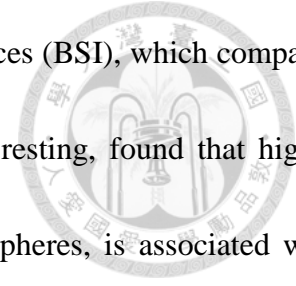 ces (BSI), which compa
resting, found that hig
pheres, is associated w